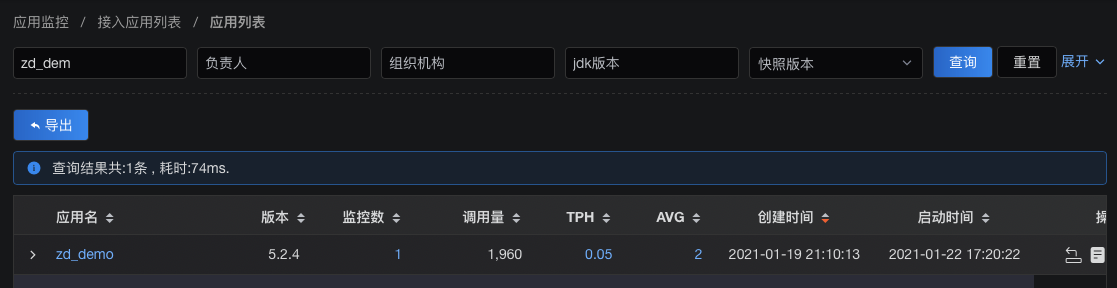 应用监控 / 接入应用列表 / 应用列表
zd_dem 负责人 组织机构 jdk版本 快照版本 查询 重置 展开
导出
查询结果共:1条 , 耗时:74ms.
应用名 版本 监控数 调用量 TPH AVG 创建时间 启动时间
zd_demo 5.2.4 1 1,960 0.05 2 2021-01-19 21:10:13 2021-01-22 17:20:22